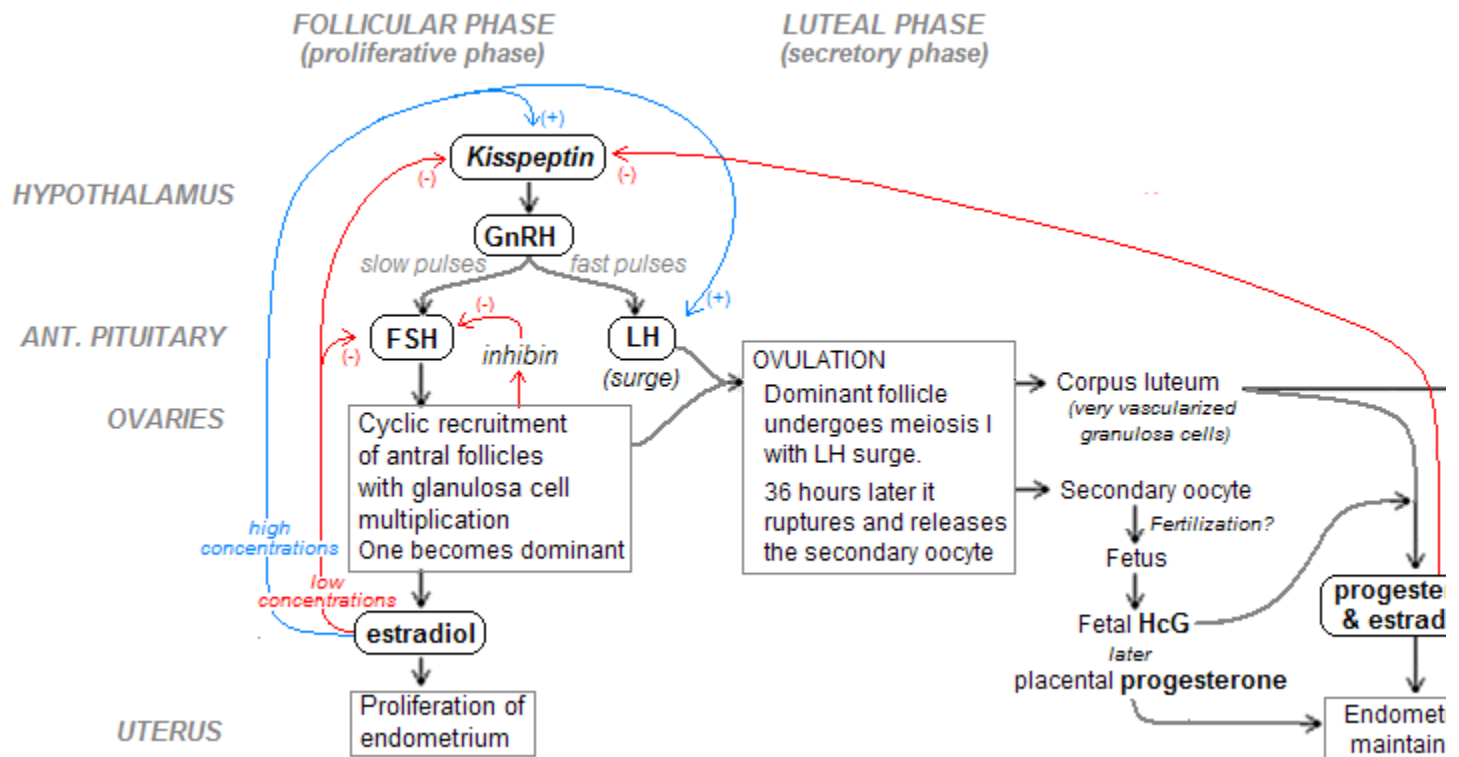 FOLLICULAR PHASE
(proliferative phase)
LUTEAL PHASE
(secretory phase)
(+)
Kisspeptin
(-)
(-)
HYPOTHALAMUS
GnRH
slow pulses
fast pulses
(-)
(+)
ANT. PITUITARY
FSH
LH
(-)
inhibin
(surge)
OVARIES
Cyclic recruitment
of antral follicles
with glanulosa cell
multiplication
One becomes dominant
OVULATION
Dominant follicle
undergoes meiosis I
with LH surge.
36 hours later it
ruptures and releases
the secondary oocyte
Corpus luteum
(very vascularized
granulosa cells)
Secondary oocyte
Fertilization?
Fetus
Fetal HcG
later
placental progesterone
high
concentrations
low
concentrations
estradiol
progeste
& estrad
UTERUS
Proliferation of
endometrium
Endomet
maintain